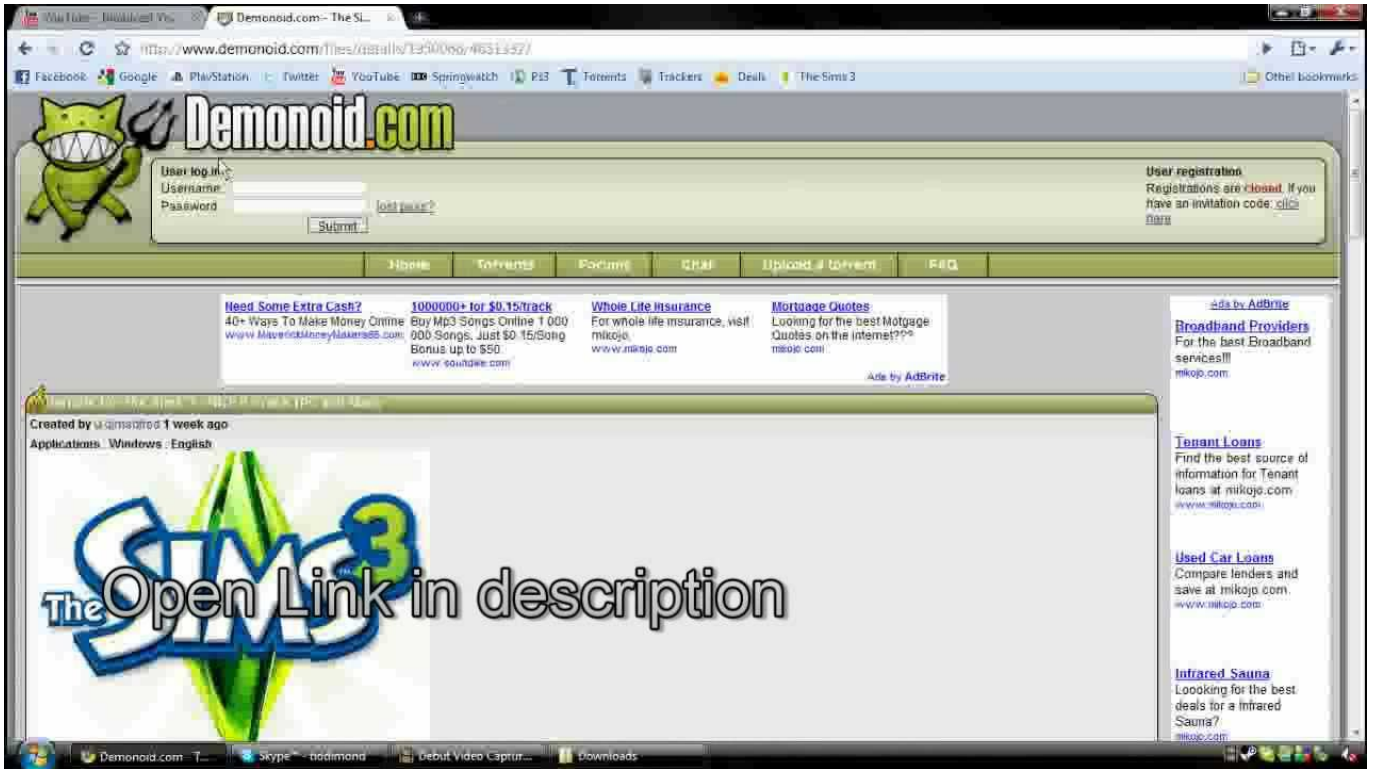 Demonoid.com - The Si...
www.demonoid.com/files/details/
Facebook Google PlayStation Twitter YouTube Springwatch PS3 Torrents Trackers Deals The Sims 3 Other bookmarks
Demonoid.com
User log in
Username
Password
lost pass?
Submit
User registration
Registrations are closed. If you
have an invitation code: click
here
Home Torrents Forums Chat Upload a torrent FAQ
Need Some Extra Cash?
40+ Ways To Make Money Online
1000000+ for $0.15/track
Buy Mp3 Songs Online 1 000
000 Songs, Just $0.15/Song
Bonus up to $50
www.soundike.com
Whole Life Insurance
For whole life insurance, visit
mikojo.
www.mikojo.com
Mortgage Quotes
Looking for the best Motgage
Quotes on the internet???
mikojo.com
Ads by AdBrite
Ads by AdBrite
Broadband Providers
For the best Broadband
services!!!
mikojo.com
Created by
1 week ago
Applications : Windows : English
The SIMS 3
Open Link in description
Tenant Loans
Find the best source of
information for Tenant
loans at mikojo.com
www.mikojo.com
Used Car Loans
Compare lenders and
save at mikojo.com
www.mikojo.com
Infrared Sauna
Loooking for the best
deals for a Infrared
Sauna?
mikojo.com
Demonoid.com - T...
Skype™ - nodimond
Debut Video Captur...
Downloads